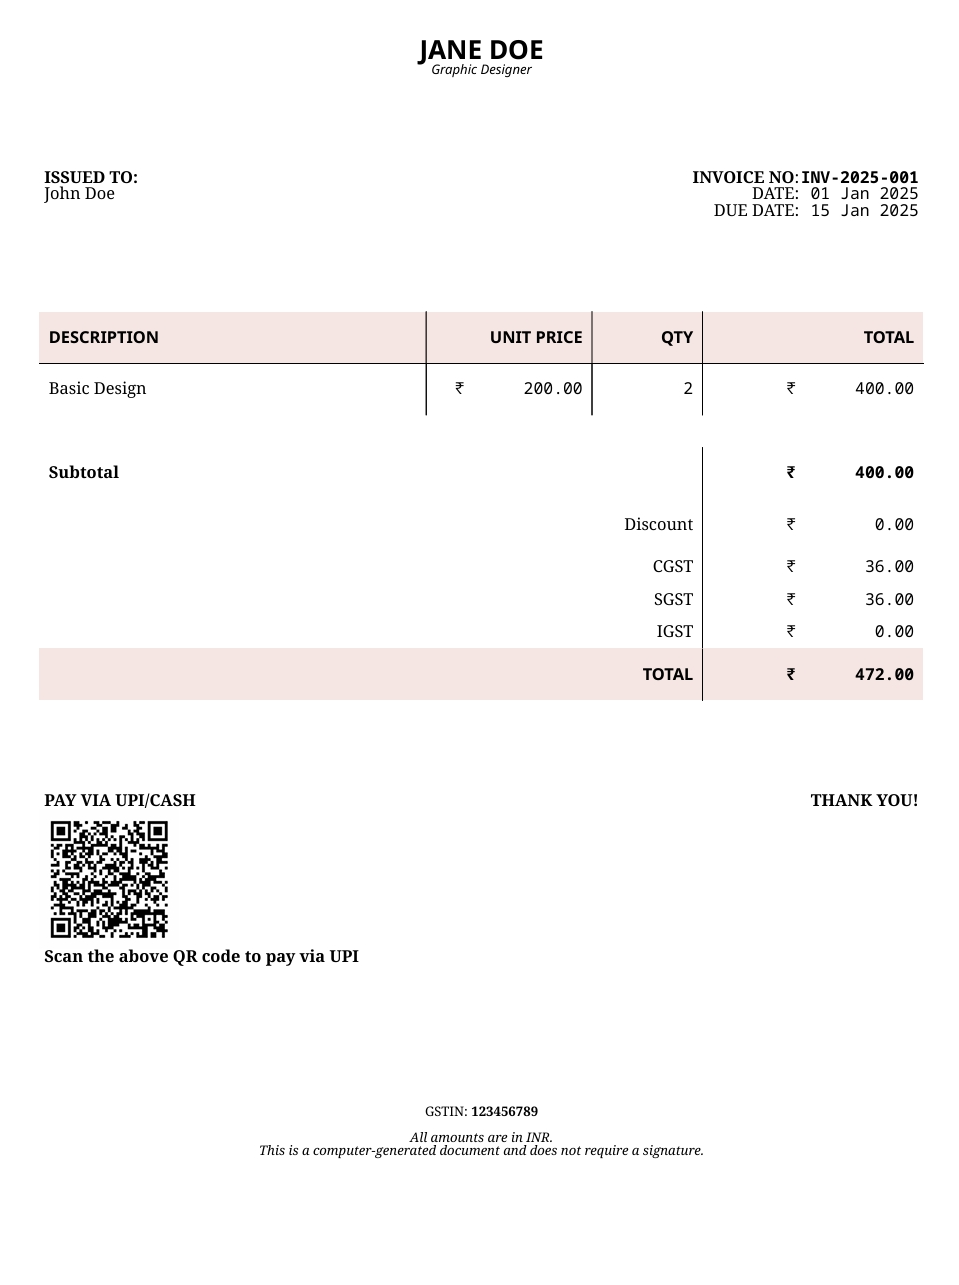 JANE DOE
Graphic Designer
ISSUED TO:
John Doe
INVOICE NO: INV-2025-001
DATE: 01 Jan 2025
DUE DATE: 15 Jan 2025
DESCRIPTION UNIT PRICE QTY TOTAL
Basic Design ₹ 200.00 2 ₹ 400.00
Subtotal ₹ 400.00
Discount ₹ 0.00
CGST ₹ 36.00
SGST ₹ 36.00
IGST ₹ 0.00
TOTAL ₹ 472.00
PAY VIA UPI/CASH
THANK YOU!
Scan the above QR code to pay via UPI
GSTIN: 123456789
All amounts are in INR.
This is a computer-generated document and does not require a signature.